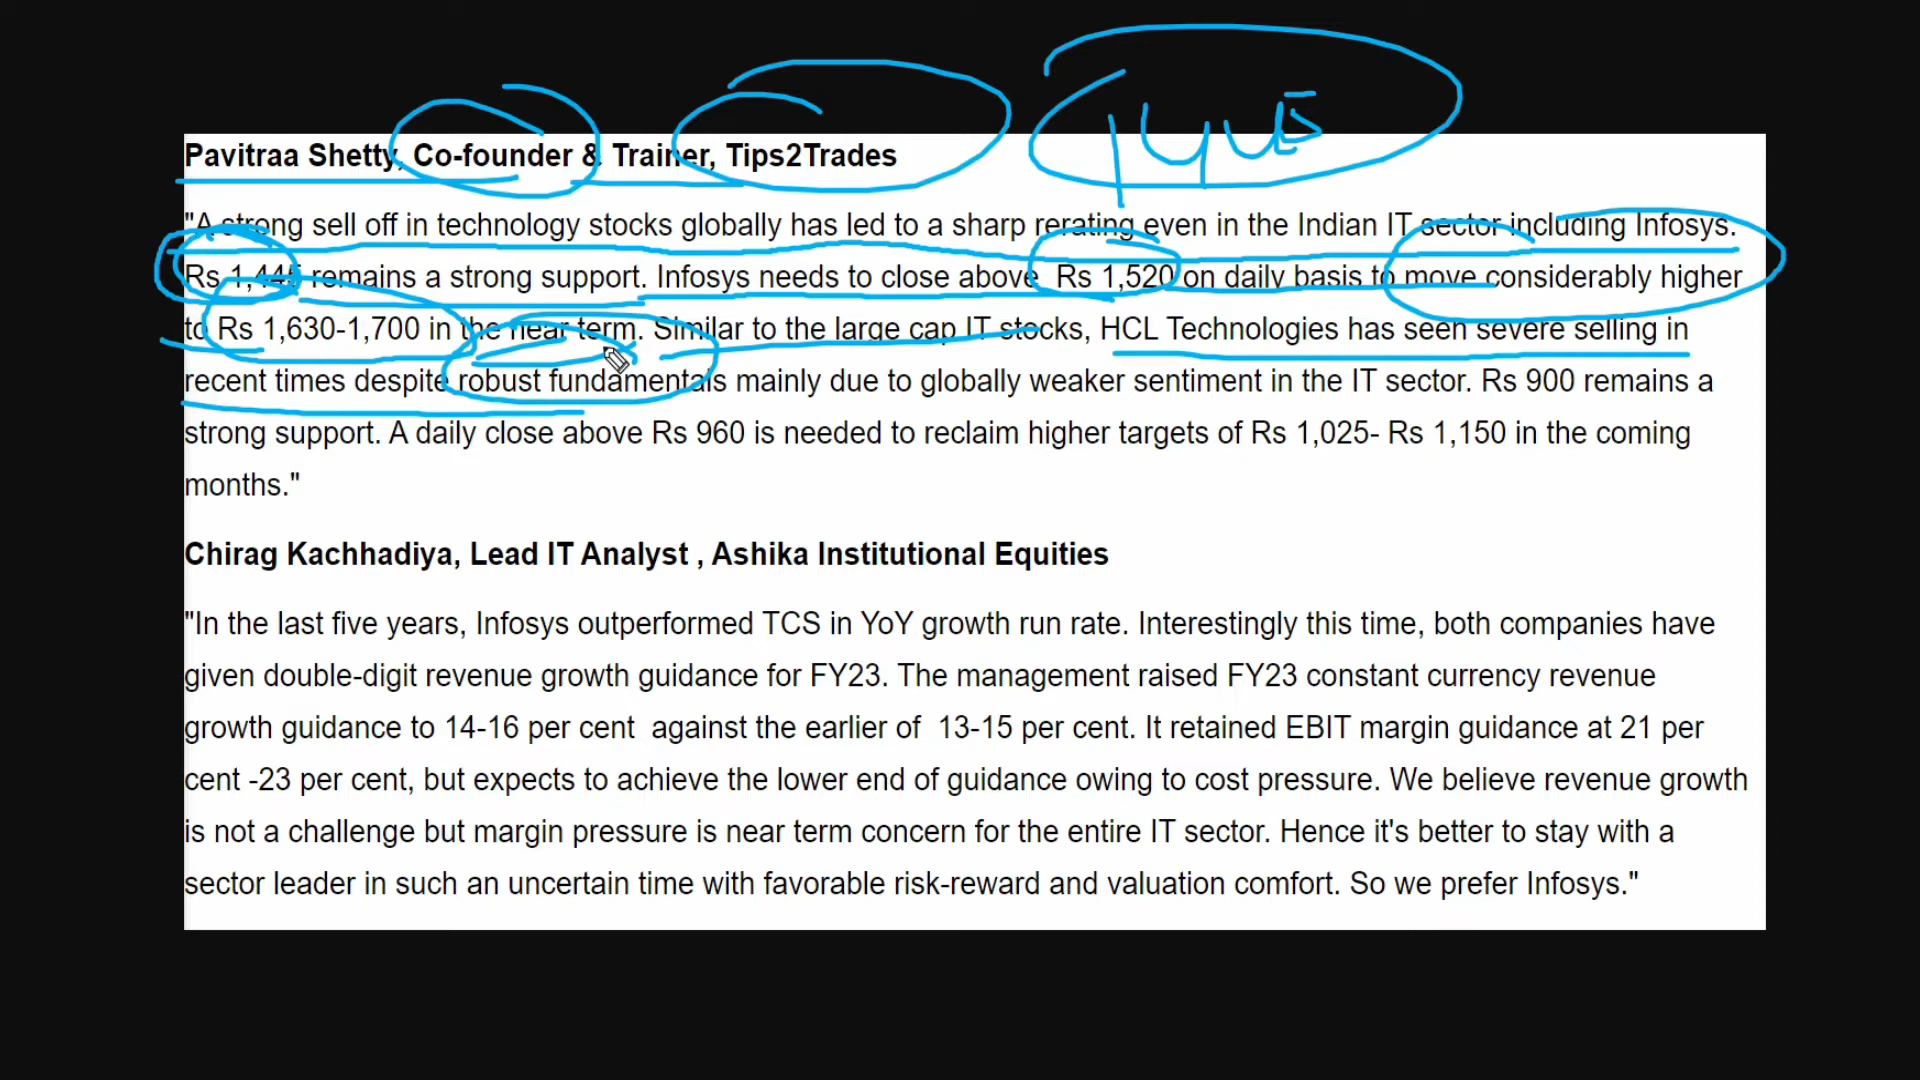 1445
Pavitraa Shetty, Co-founder & Trainer, Tips2Trades
"A strong sell off in technology stocks globally has led to a sharp rerating even in the Indian IT sector including Infosys.
Rs 1,445 remains a strong support. Infosys needs to close above  Rs 1,520 on daily basis to move considerably higher
to Rs 1,630-1,700 in the near term. Similar to the large cap IT stocks, HCL Technologies has seen severe selling in
recent times despite robust fundamentals mainly due to globally weaker sentiment in the IT sector. Rs 900 remains a
strong support. A daily close above Rs 960 is needed to reclaim higher targets of Rs 1,025- Rs 1,150 in the coming
months."
Chirag Kachhadiya, Lead IT Analyst , Ashika Institutional Equities
"In the last five years, Infosys outperformed TCS in YoY growth run rate. Interestingly this time, both companies have
given double-digit revenue growth guidance for FY23. The management raised FY23 constant currency revenue
growth guidance to 14-16 per cent  against the earlier of  13-15 per cent. It retained EBIT margin guidance at 21 per
cent -23 per cent, but expects to achieve the lower end of guidance owing to cost pressure. We believe revenue growth
is not a challenge but margin pressure is near term concern for the entire IT sector. Hence it's better to stay with a
sector leader in such an uncertain time with favorable risk-reward and valuation comfort. So we prefer Infosys."